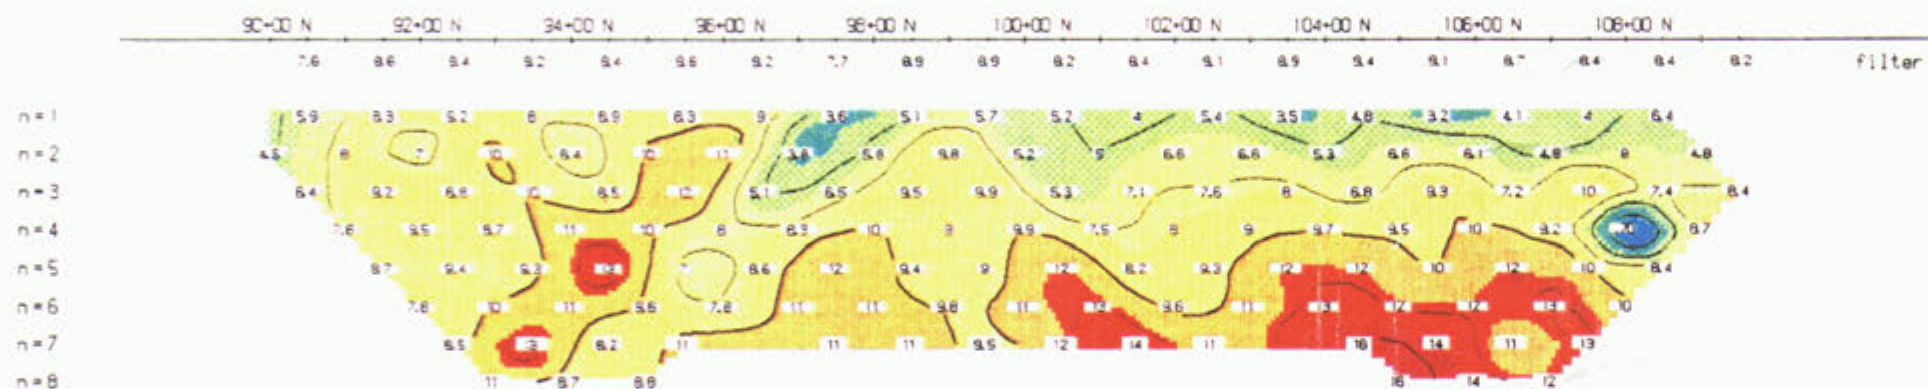 90+00 N 92+00 N 94+00 N 96+00 N 98+00 N 100+00 N 102+00 N 104+00 N 106+00 N 108+00 N
7.6 8.6 9.4 9.2 9.4 9.6 9.2 7.7 8.9 8.9 8.2 8.4 9.1 8.9 9.4 9.1 8.7 8.4 8.4 8.2 filter
n=1 5.9 8.3 9.2 8 8.9 8.3 9 3.6 5.1 5.7 5.2 4 5.4 3.5 4.8 3.2 4.1 4 6.4
n=2 4.5 8 7 10 6.4 10 11 3.8 5.8 9.8 5.2 5 6.6 6.6 5.3 6.6 6.1 4.8 8 4.8
n=3 6.4 9.2 8.8 10 9.5 12 5.1 6.5 9.5 9.9 5.3 7.1 7.6 8 6.8 9.3 7.2 10 7.4 8.4
n=4 7.6 9.5 8.7 11 10 8 8.3 10 9 9.9 7.5 8 9 9.7 9.5 10 9.2 8.7
n=5 8.7 9.4 9.3 7 8.6 12 9.4 9 12 8.2 9.3 12 12 10 12 10 8.4
n=6 7.8 10 11 9.8 7.8 11 11 9.8 11 9.6 11 13 12 12 10
n=7 9.5 13 8.2 11 11 11 9.5 12 14 11 16 14 11 13
n=8 11 8.7 8.8 16 14 12